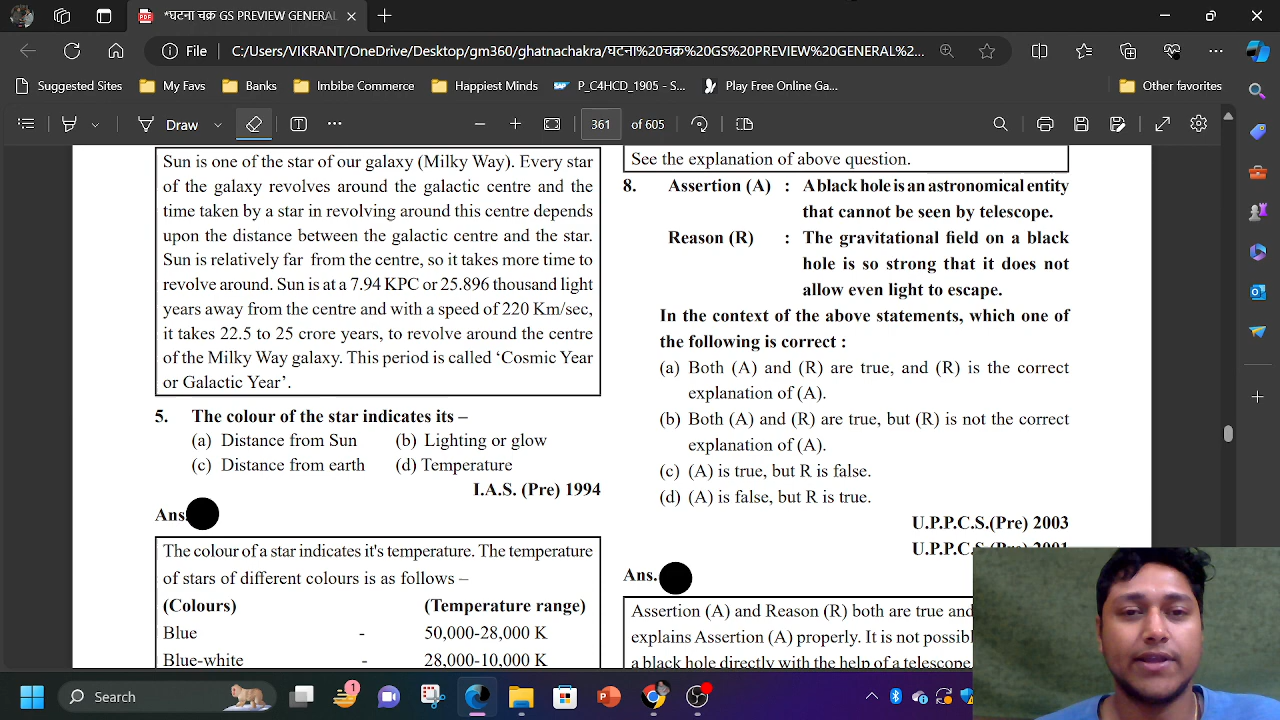 *घटना चक्र GS PREVIEW GENERAL
File
C:/Users/VIKRANT/OneDrive/Desktop/gm360/ghatnachakra/घटना%20चक्र%20GS%20PREVIEW%20GENERAL%2...
Suggested Sites
My Favs
Banks
Imbibe Commerce
Happiest Minds
P_C4HCD_1905 - S...
Play Free Online Ga...
Other favorites
Draw
361 of 605
Sun is one of the star of our galaxy (Milky Way). Every star
of the galaxy revolves around the galactic centre and the
time taken by a star in revolving around this centre depends
upon the distance between the galactic centre and the star.
Sun is relatively far from the centre, so it takes more time to
revolve around. Sun is at a 7.94 KPC or 25.896 thousand light
years away from the centre and with a speed of 220 Km/sec,
it takes 22.5 to 25 crore years, to revolve around the centre
of the Milky Way galaxy. This period is called ‘Cosmic Year
or Galactic Year’.
5. The colour of the star indicates its –
(a) Distance from Sun (b) Lighting or glow
(c) Distance from earth (d) Temperature
I.A.S. (Pre) 1994
Ans.
The colour of a star indicates it's temperature. The temperature
of stars of different colours is as follows –
(Colours) (Temperature range)
Blue - 50,000-28,000 K
Blue-white - 28,000-10,000 K
See the explanation of above question.
8. Assertion (A) : A black hole is an astronomical entity
that cannot be seen by telescope.
Reason (R) : The gravitational field on a black
hole is so strong that it does not
allow even light to escape.
In the context of the above statements, which one of
the following is correct :
(a) Both (A) and (R) are true, and (R) is the correct
explanation of (A).
(b) Both (A) and (R) are true, but (R) is not the correct
explanation of (A).
(c) (A) is true, but R is false.
(d) (A) is false, but R is true.
U.P.P.C.S.(Pre) 2003
U.P.P.C.S.(Pre) 2001
Ans.
Assertion (A) and Reason (R) both are true and
explains Assertion (A) properly. It is not possibl
a black hole directly with the help of a telescope
Search
1